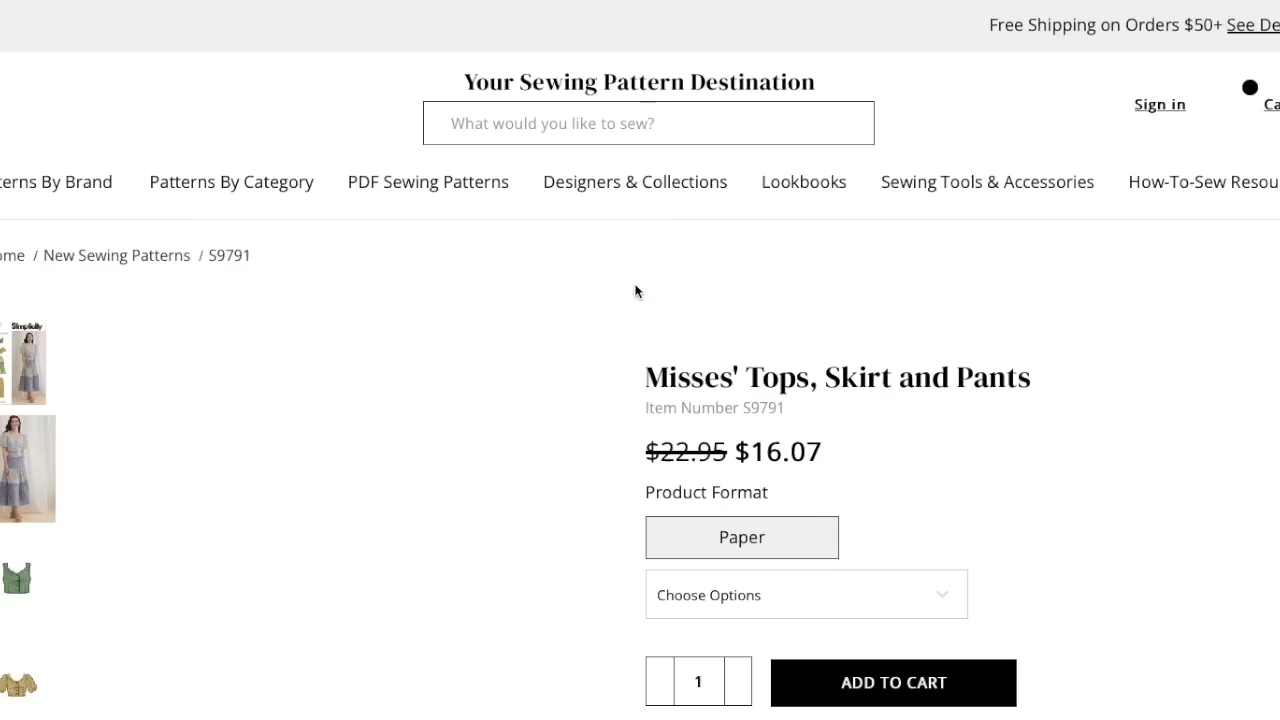 Free Shipping on Orders $50+ See De
Your Sewing Pattern Destination
What would you like to sew?
Sign in
Ca
terns By Brand Patterns By Category PDF Sewing Patterns Designers & Collections Lookbooks Sewing Tools & Accessories How-To-Sew Resou
ome / New Sewing Patterns / S9791
Simplicity
Misses' Tops, Skirt and Pants
Item Number S9791
$22.95 $16.07
Product Format
Paper
Choose Options
1
ADD TO CART